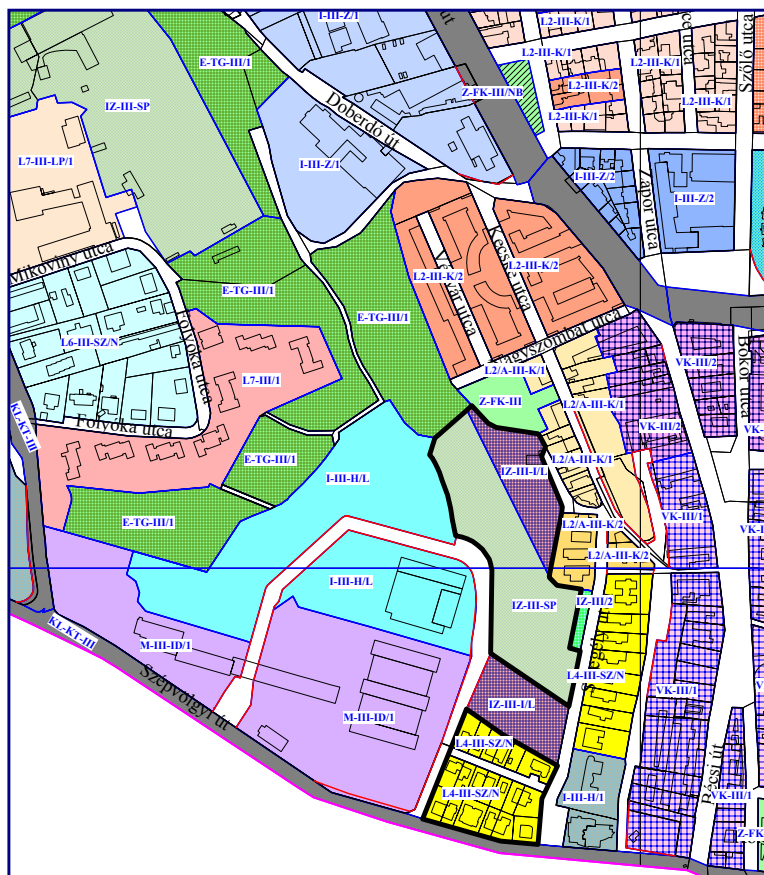 I-III-Z/1
út
L2-III-K/1
utca
Szőlő utca
E-TG-III/1
L2-III-K/1
L2-III-K/1
Z-FK-III/NB
L2-III-K/2
IZ-III-SP
Doberdó út
L2-III-K/1
L2-III-K/1
L7-III-LP/1
I-III-Z/1
I-III-Z/2
Zápor utca
I-III-Z/2
Mikoviny utca
Kecske utca
L2-III-K/2
L2-III-K/2
E-TG-III/1
E-TG-III/1
Folyóka utca
L6-III-SZ/N
Nagyszombat utca
Bokor utca
VK-III/2
L2/A-III-K/1
L7-III/1
Z-FK-III
L2/A-III-K/1
VK-III/2
Folyóka utca
KL-KT-III
E-TG-III/1
L2/A-III-K/1
IZ-III-I/L
I-III-H/L
E-TG-III/1
VK-III/1
L2/A-III-K/2
L2/A-III-K/2
I-III-H/L
IZ-III-SP
IZ-III/2
KL-KT-III
M-III-ID/1
L4-III-SZ/N
Szépvölgyi út
IZ-III-I/L
VK-III/1
M-III-ID/1
L4-III-SZ/N
Bécsi út
L4-III-SZ/N
I-III-H/1
VK-III/1
Z-FK